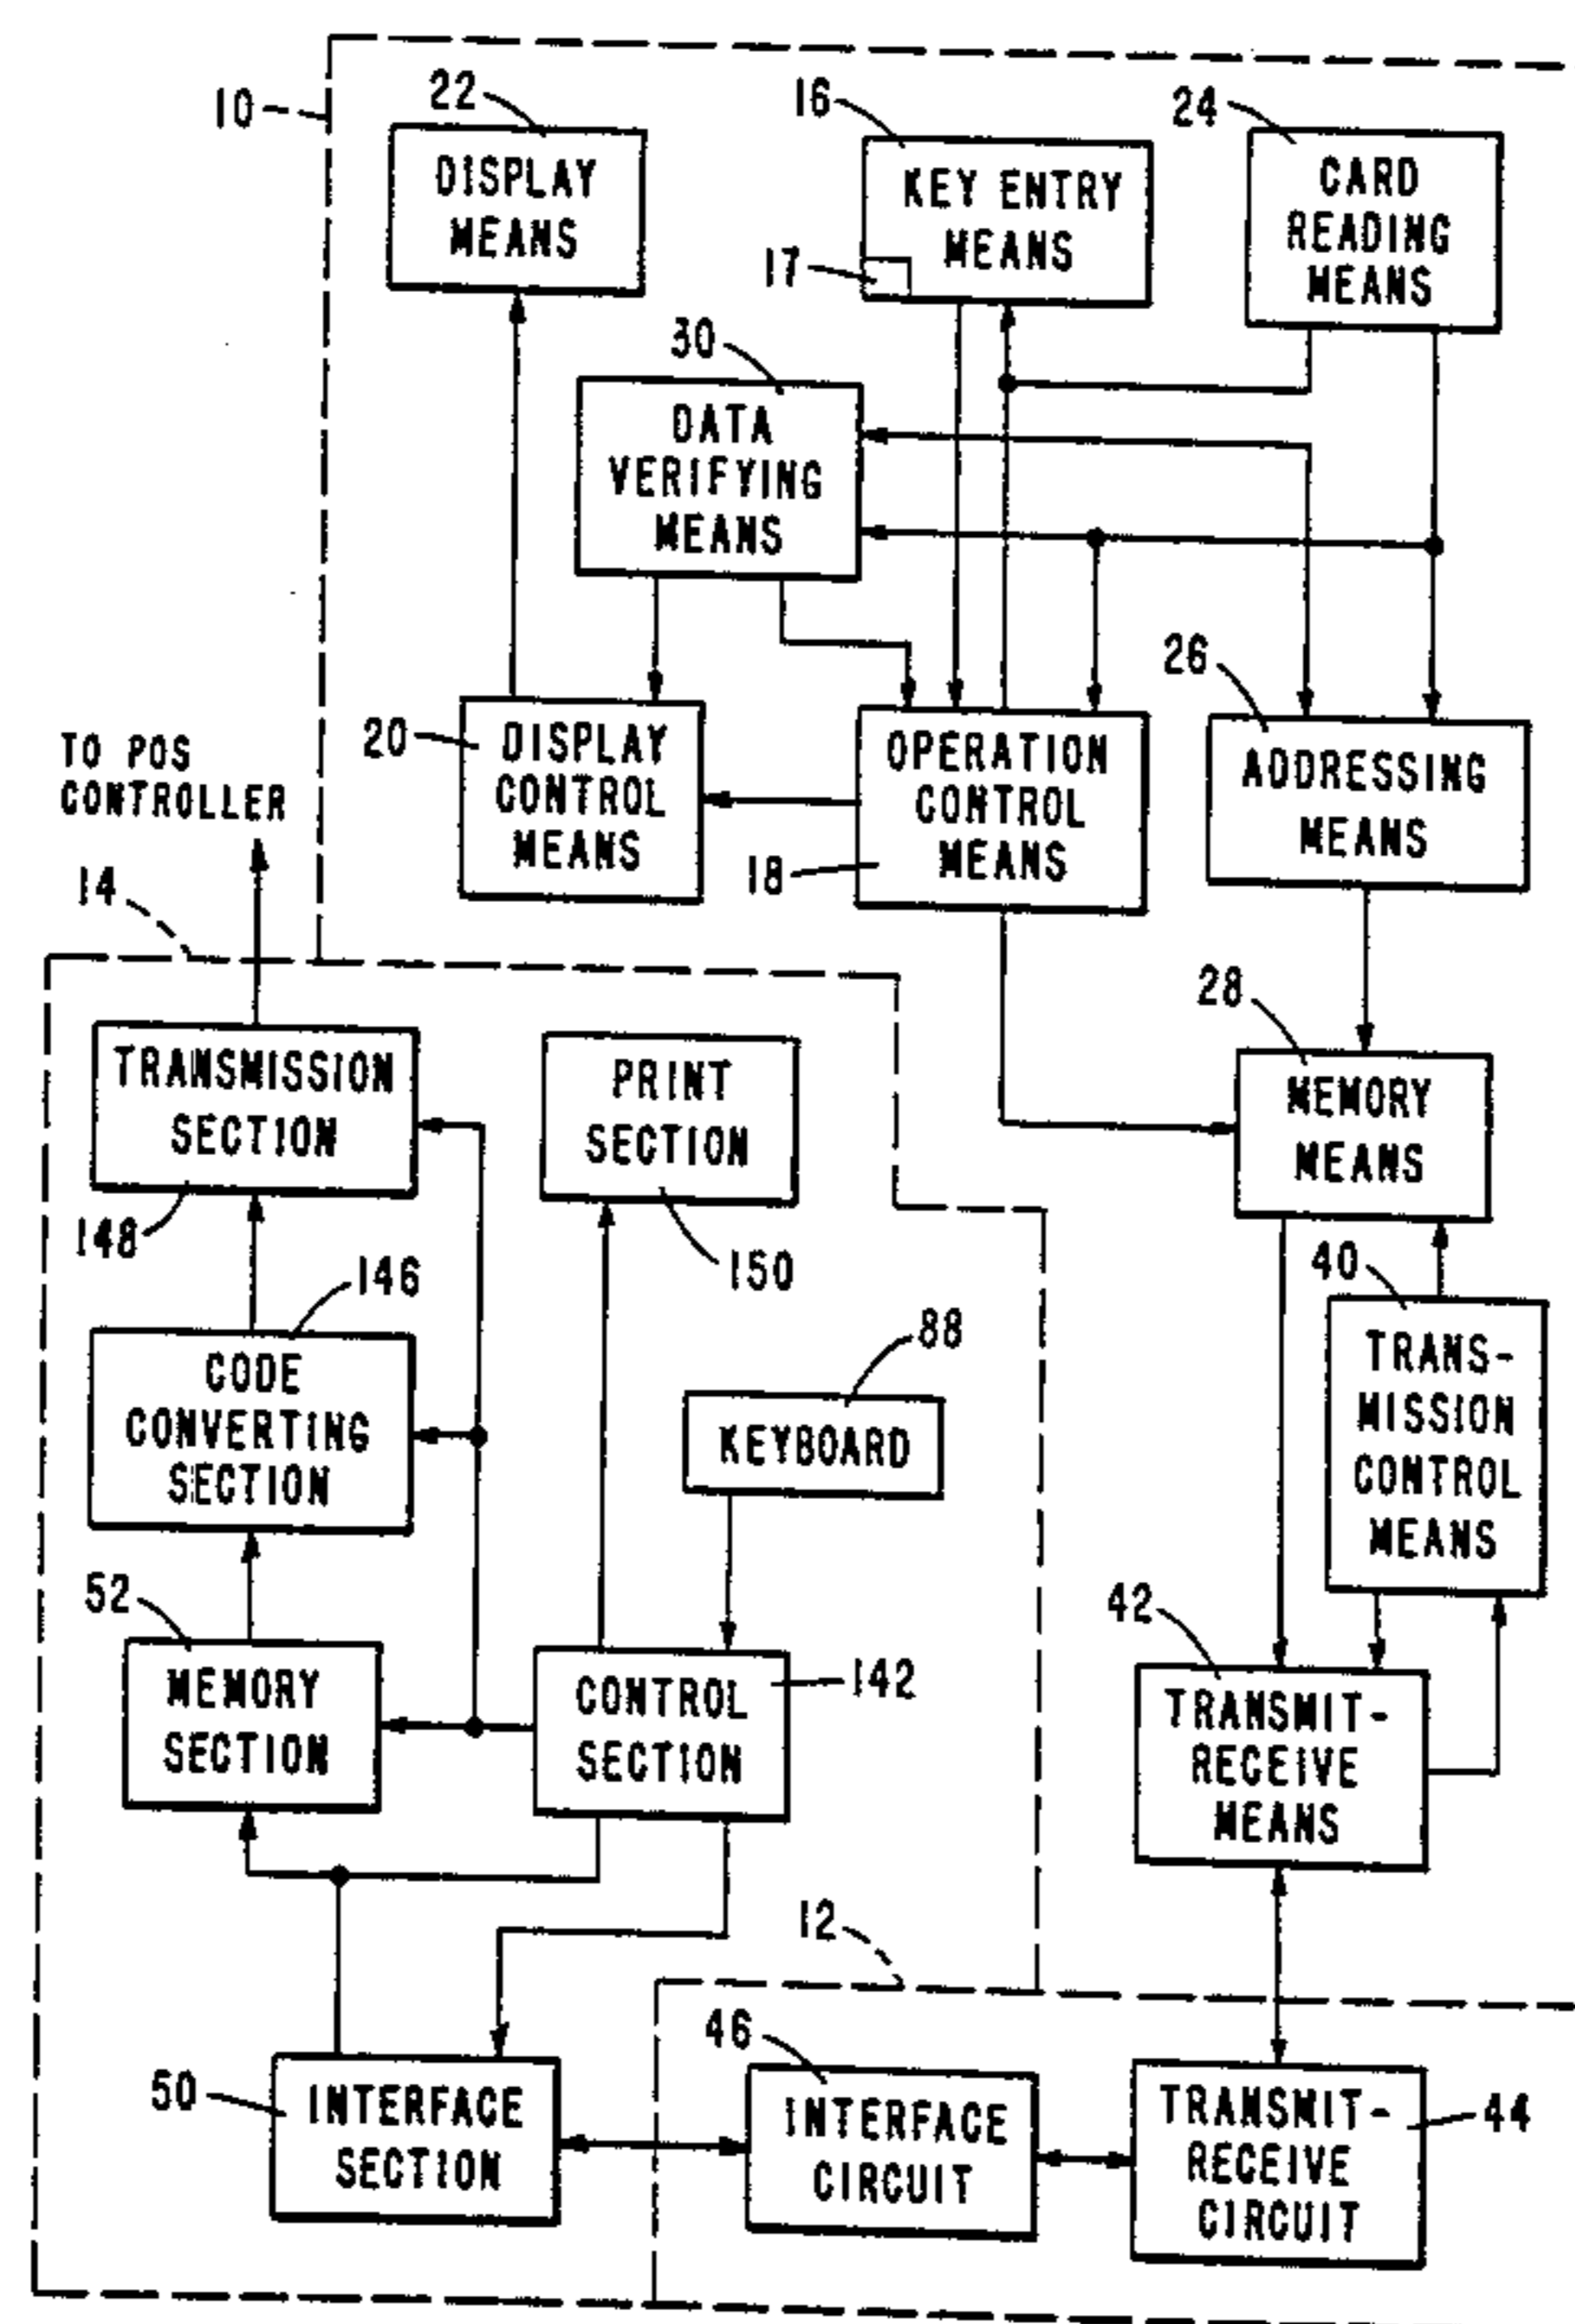 10
22
DISPLAY
MEANS
16
KEY ENTRY
MEANS
17
24
CARD
READING
MEANS
30
DATA
VERIFYING
MEANS
20
DISPLAY
CONTROL
MEANS
OPERATION
CONTROL
MEANS
18
26
ADDRESSING
MEANS
TO POS
CONTROLLER
14
28
MEMORY
MEANS
TRANSMISSION
SECTION
148
PRINT
SECTION
150
40
TRANS-
MISSION
CONTROL
MEANS
146
CODE
CONVERTING
SECTION
88
KEYBOARD
52
MEMORY
SECTION
CONTROL
SECTION
142
42
TRANSMIT-
RECEIVE
MEANS
12
50
INTERFACE
SECTION
46
INTERFACE
CIRCUIT
TRANSMIT-
RECEIVE
CIRCUIT
44